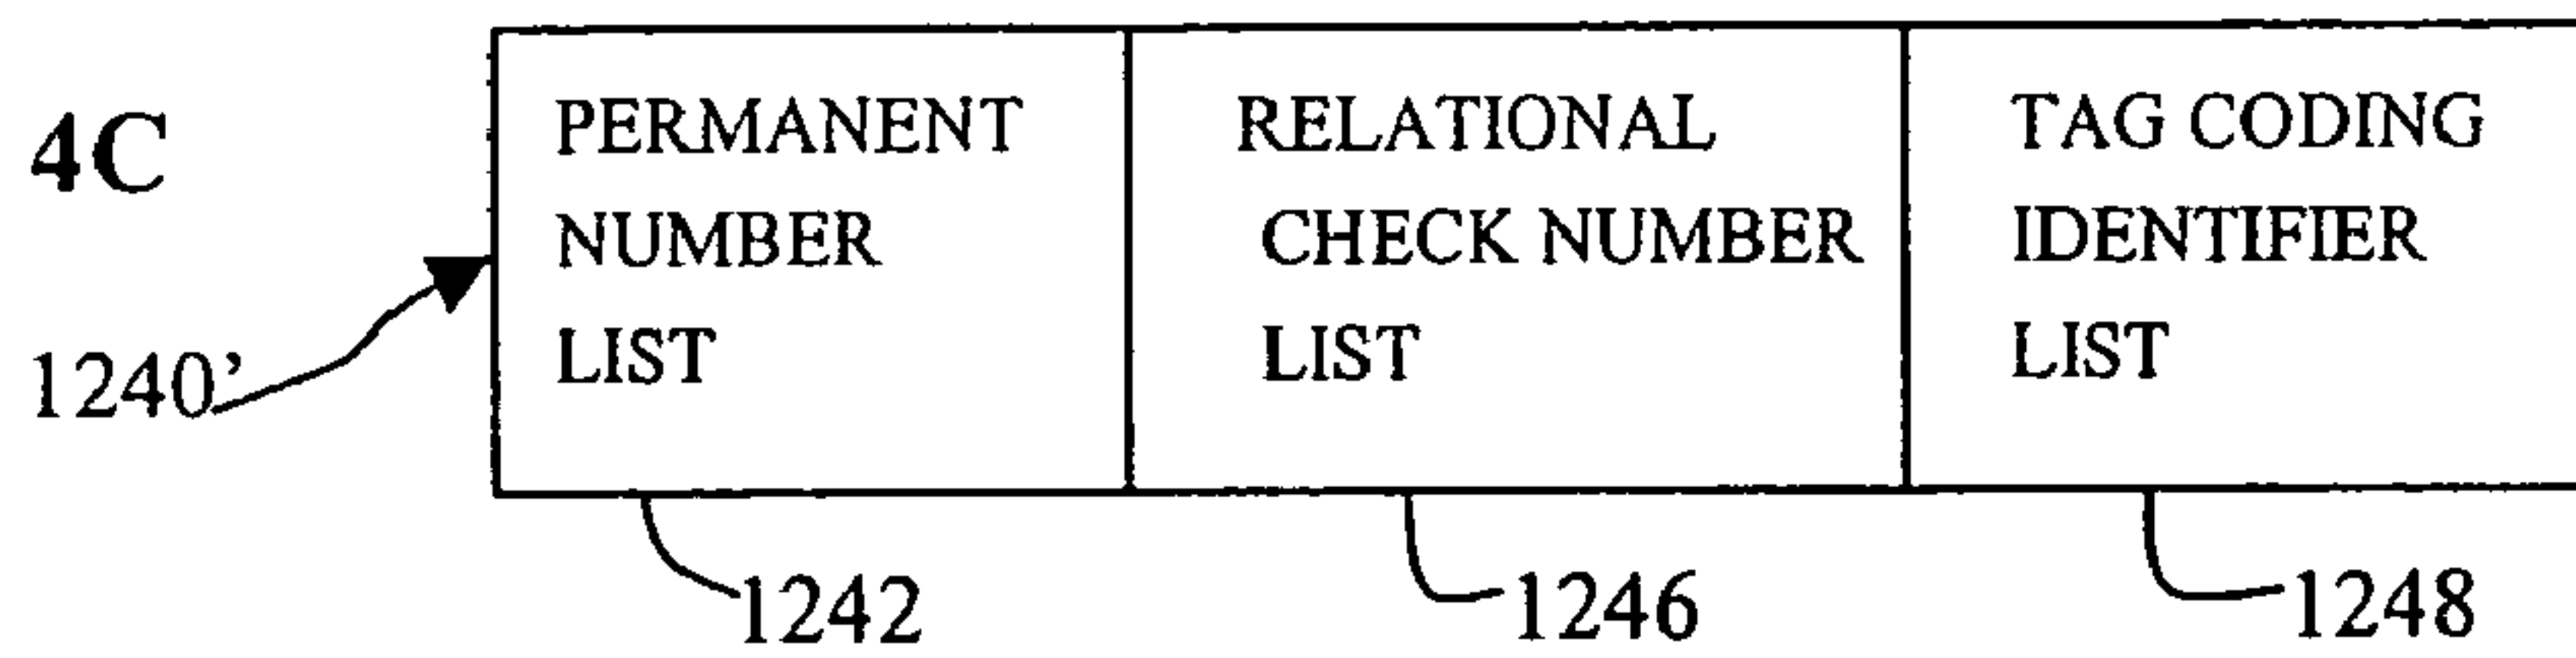 4C
1240’
PERMANENT
NUMBER
LIST
RELATIONAL
CHECK NUMBER
LIST
TAG CODING
IDENTIFIER
LIST
1242
1246
1248